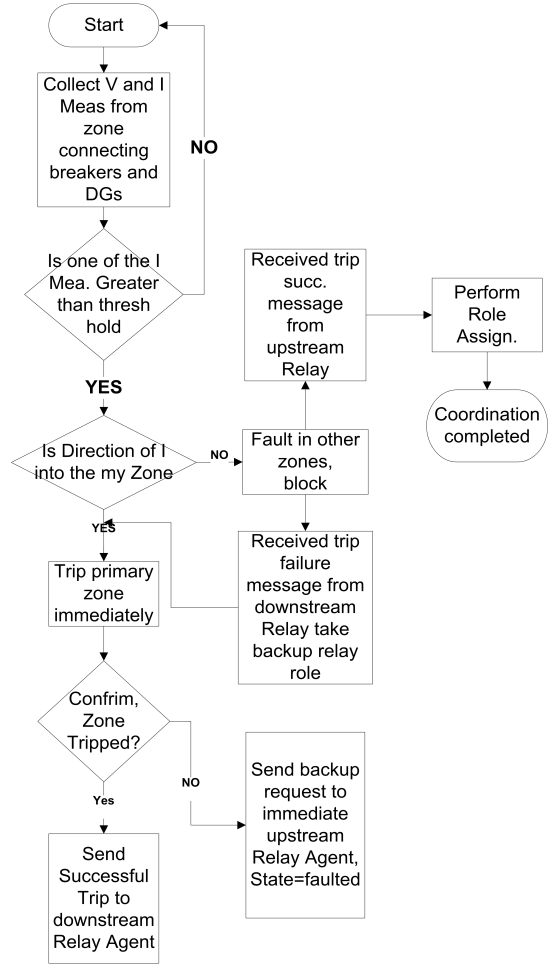 Start
Collect V and I
Meas from
zone
connecting
breakers and
DGs
NO
Is one of the I
Mea. Greater
than thresh
hold
YES
Is Direction of I
into the my Zone
NO
Fault in other
zones,
block
Received trip
succ.
message
from
upstream
Relay
Perform
Role
Assign.
Coordination
completed
YES
Received trip
failure
message from
downstream
Relay take
backup relay
role
Trip primary
zone
immediately
Confrim,
Zone
Tripped?
NO
Yes
Send backup
request to
immediate
upstream
Relay Agent,
State=faulted
Send
Successful
Trip to
downstream
Relay Agent